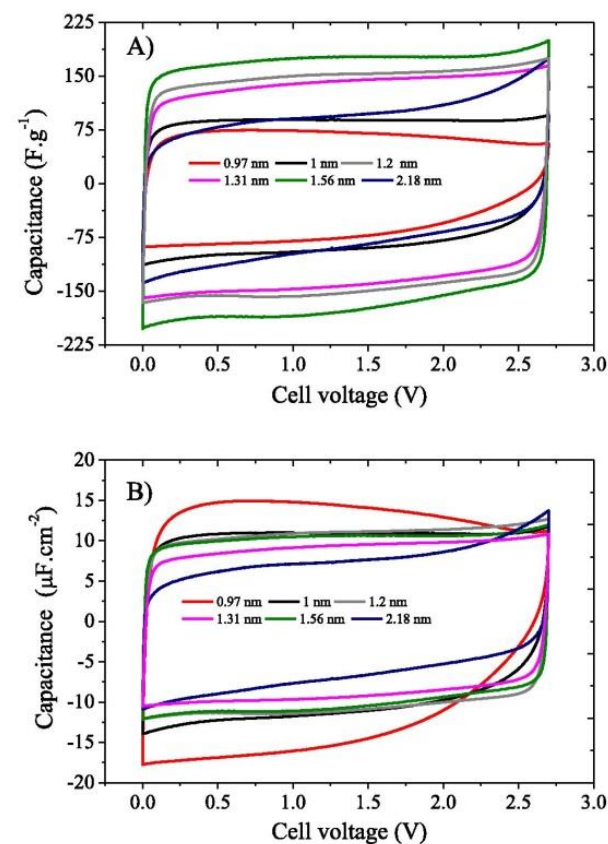 A)
Capacitance (F.g⁻¹)
225
150
75
0
-75
-150
-225
0.97 nm 1 nm 1.2 nm
1.31 nm 1.56 nm 2.18 nm
0.0 0.5 1.0 1.5 2.0 2.5 3.0
Cell voltage (V)
B)
Capacitance (μF.cm⁻²)
20
15
10
5
0
-5
-10
-15
-20
0.97 nm 1 nm 1.2 nm
1.31 nm 1.56 nm 2.18 nm
0.0 0.5 1.0 1.5 2.0 2.5 3.0
Cell voltage (V)